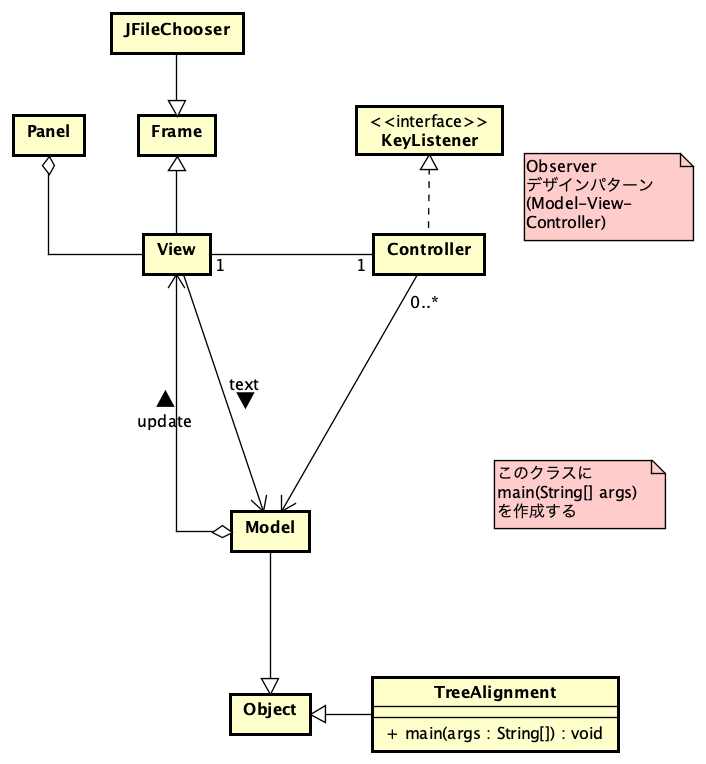 JFileChooser
Panel
Frame
<<interface>>
KeyListener
Observer
デザインパターン
(Model-View-
Controller)
View
Controller
1
1
0..*
text
update
このクラスに
main(String[] args)
を作成する
Model
TreeAlignment
Object
+ main(args : String[]) : void